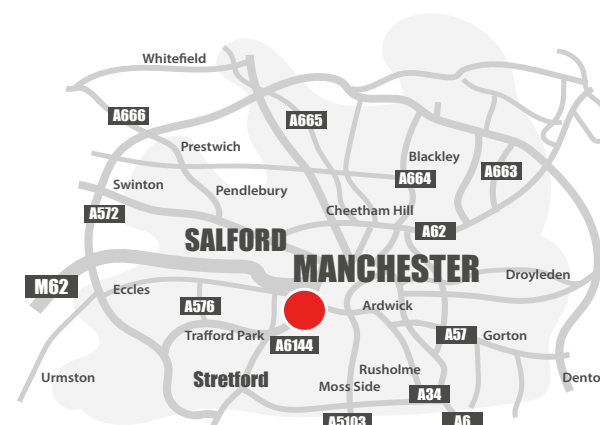 Whitefield
A666
A665
Prestwich
Blackley
A663
A664
Swinton
Pendlebury
A572
Cheetham Hill
A62
SALFORD
MANCHESTER
Droyleden
M62
Eccles
A576
Ardwick
Trafford Park
A57
Gorton
A6144
Rusholme
Urmston
Stretford
Moss Side
Dento
A34
A5103
A6